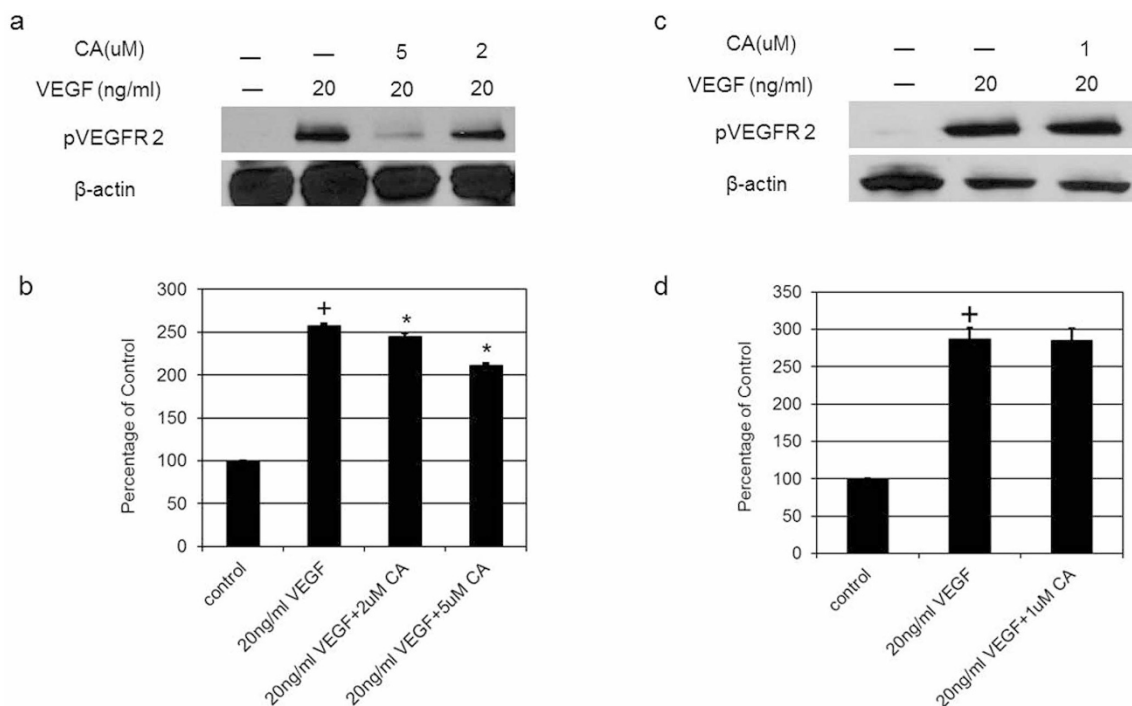 a
CA(uM) — — 5 2
VEGF (ng/ml) — 20 20 20
pVEGFR 2
β-actin
b
Percentage of Control
300
250
200
150
100
50
0
+
*
*
control
20ng/ml VEGF
20ng/ml VEGF+2uM CA
20ng/ml VEGF+5uM CA
c
CA(uM) — — 1
VEGF (ng/ml) — 20 20
pVEGFR 2
β-actin
d
Percentage of Control
350
300
250
200
150
100
50
0
+
control
20ng/ml VEGF
20ng/ml VEGF+1uM CA